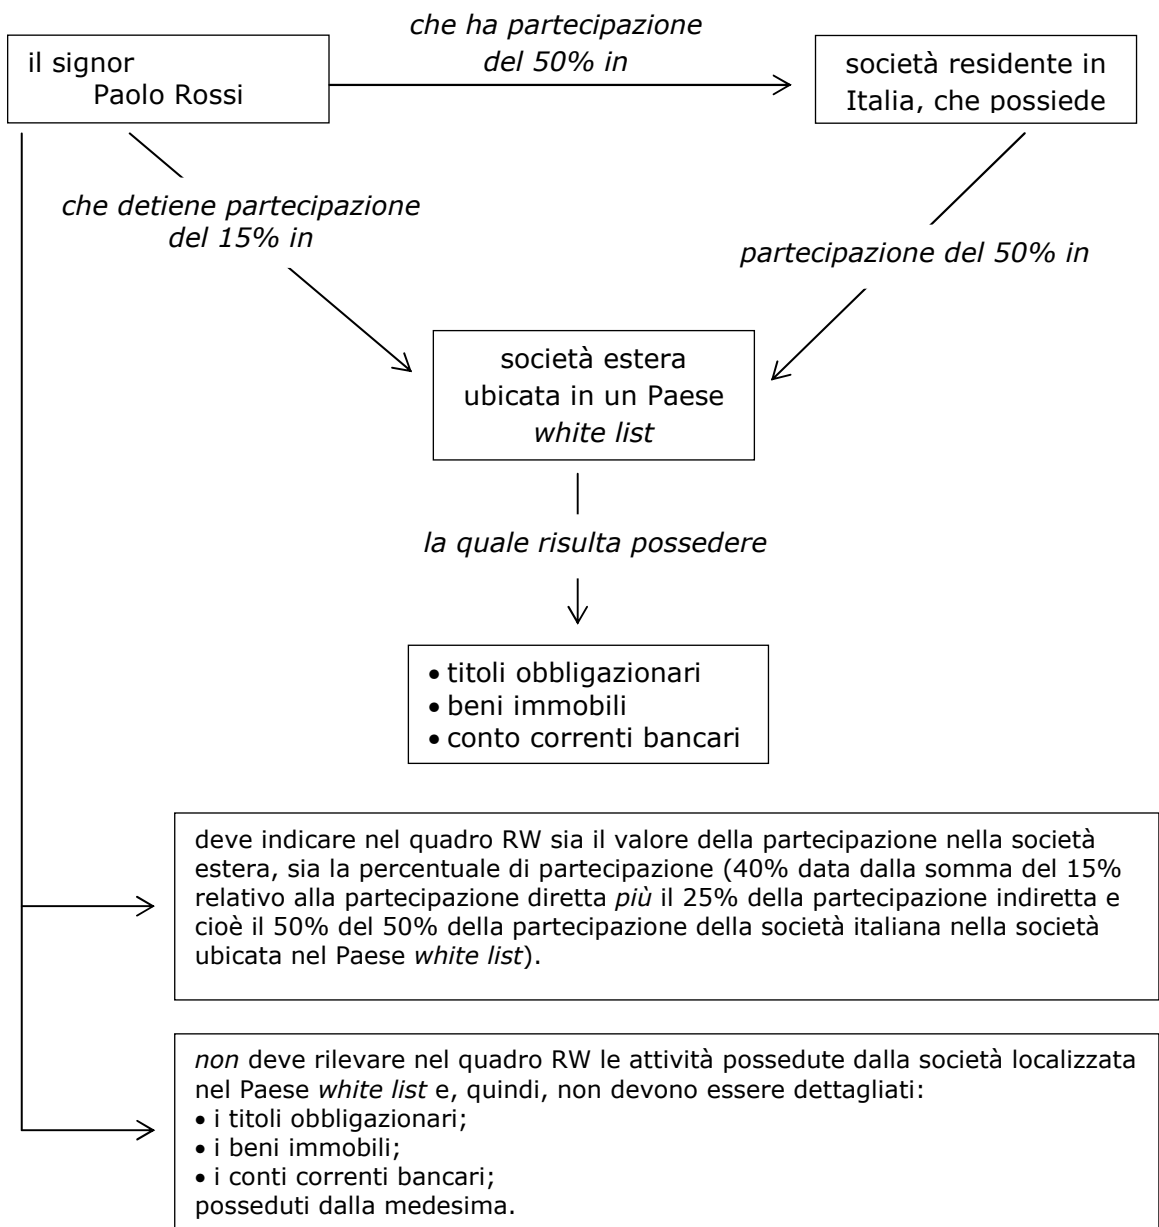 che ha partecipazione
del 50% in
il signor
Paolo Rossi
società residente in
Italia, che possiede
che detiene partecipazione
del 15% in
partecipazione del 50% in
società estera
ubicata in un Paese
white list
la quale risulta possedere
• titoli obbligazionari
• beni immobili
• conto correnti bancari
deve indicare nel quadro RW sia il valore della partecipazione nella società
estera, sia la percentuale di partecipazione (40% data dalla somma del 15%
relativo alla partecipazione diretta più il 25% della partecipazione indiretta e
cioè il 50% del 50% della partecipazione della società italiana nella società
ubicata nel Paese white list).
non deve rilevare nel quadro RW le attività possedute dalla società localizzata
nel Paese white list e, quindi, non devono essere dettagliati:
• i titoli obbligazionari;
• i beni immobili;
• i conti correnti bancari;
posseduti dalla medesima.